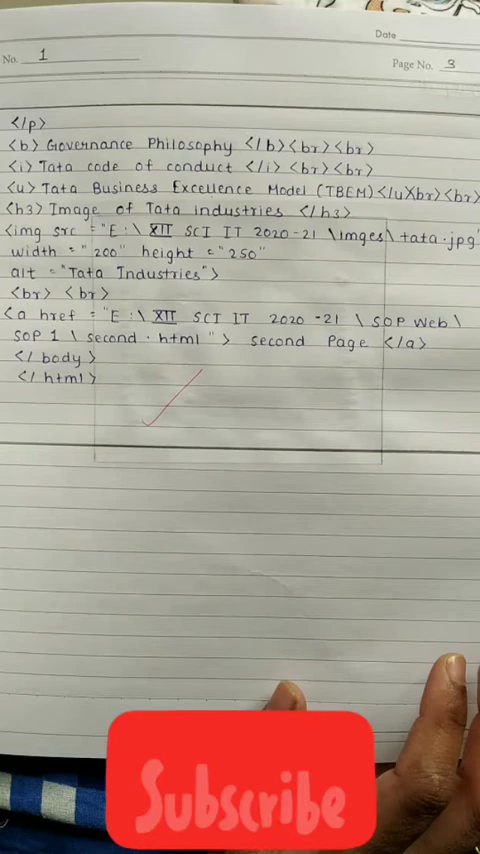 Date
No. 1
Page No. 3
</p>
<b> Governance Philosophy </b><br><br>
<i> Tata code of conduct </i> <br><br>
<u> Tata Business Excellence Model (TBEM)</u><br><br>
<h3> Image of Tata industries </h3>
<img src = "E:\ XII SCI IT 2020-21 \imges\ tata.jpg"
width = "200" height = "250"
alt = "Tata Industries">
<br> <br>
<a href = "E:\ XII SCI IT 2020-21 \ SOP Web\
SOP 1 \ second.html "> second Page </a>
</ body>
</ html>
Subscribe